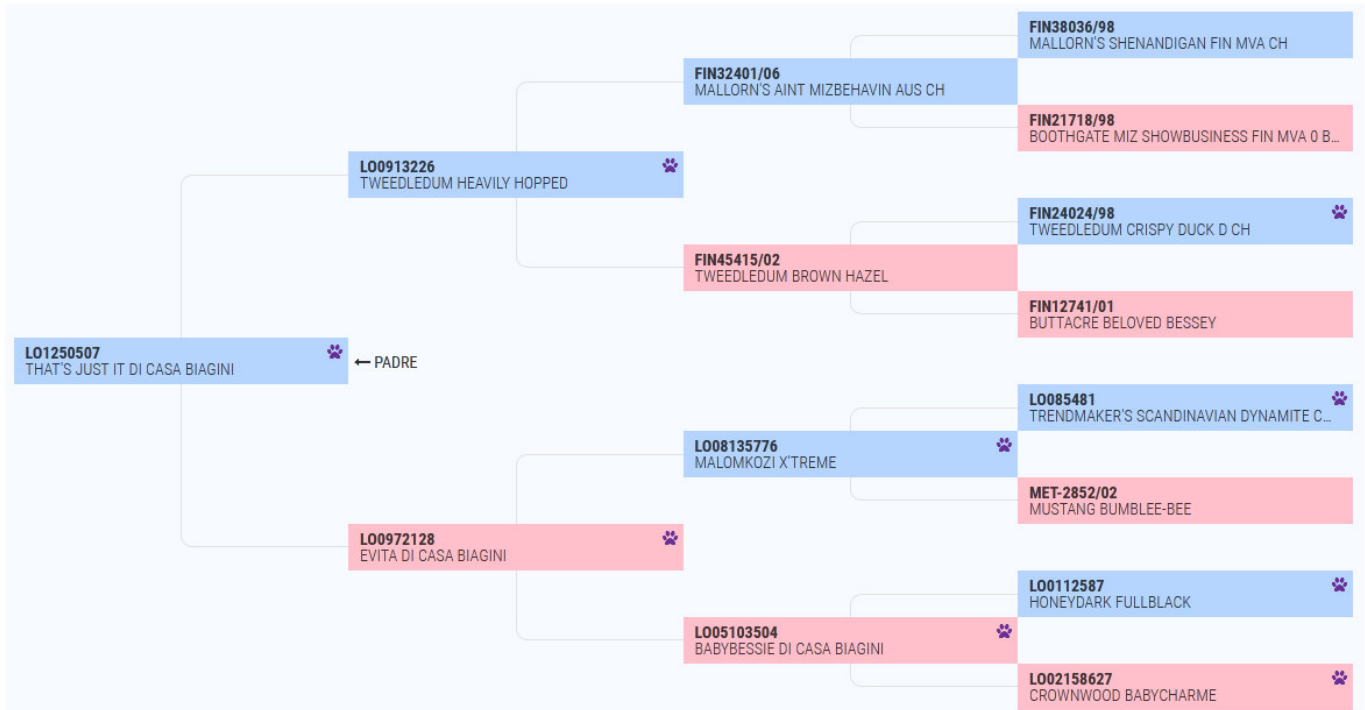 FIN38036/98
MALLORN'S SHENANDIGAN FIN MVA CH
FIN32401/06
MALLORN'S AINT MIZBEHAVIN AUS CH
FIN21718/98
BOOTHGATE MIZ SHOWBUSINESS FIN MVA 0 B...
LO0913226
TWEEDLEDUM HEAVILY HOPPED
FIN24024/98
TWEEDLEDUM CRISPY DUCK D CH
FIN45415/02
TWEEDLEDUM BROWN HAZEL
FIN12741/01
BUTTACRE BELOVED BESSEY
LO1250507
THAT'S JUST IT DI CASA BIAGINI
← PADRE
LO085481
TRENDMAKER'S SCANDINAVIAN DYNAMITE C...
LO08135776
MALOMKOZI X'TREME
MET-2852/02
MUSTANG BUMBLEE-BEE
LO0972128
EVITA DI CASA BIAGINI
LO0112587
HONEYDARK FULLBLACK
LO05103504
BABYBESSIE DI CASA BIAGINI
LO02158627
CROWNWOOD BABYCHARME